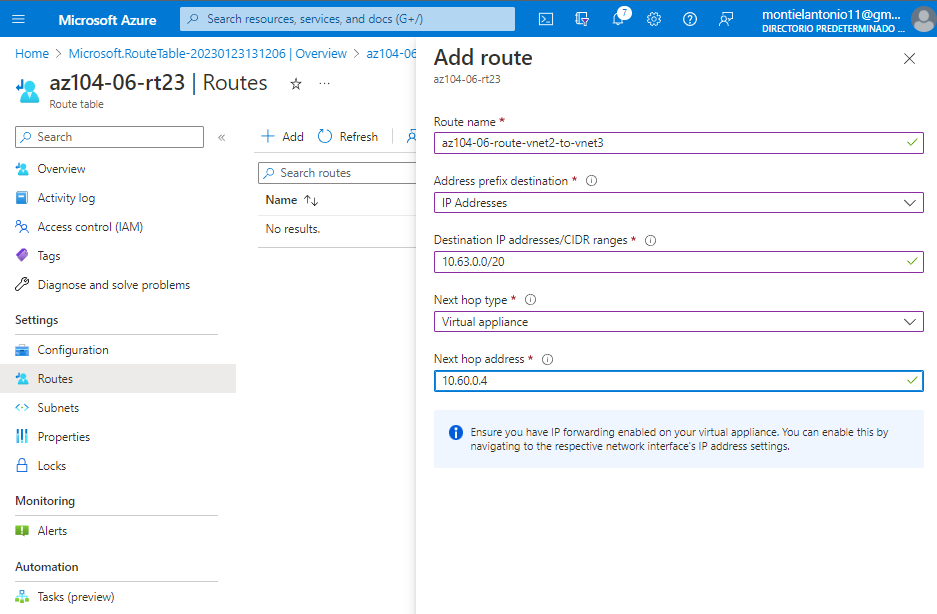 Microsoft Azure
Search resources, services, and docs (G+/)
7
montielantonio11@gm...
DIRECTORIO PREDETERMINADO ...
Home > Microsoft.RouteTable-20230123131206 | Overview > az104-06
az104-06-rt23 | Routes
Route table
Search
Overview
Activity log
Access control (IAM)
Tags
Diagnose and solve problems
Settings
Configuration
Routes
Subnets
Properties
Locks
Monitoring
Alerts
Automation
Tasks (preview)
Add
Refresh
Search routes
Name
No results.
Add route
az104-06-rt23
Route name *
az104-06-route-vnet2-to-vnet3
Address prefix destination *
IP Addresses
Destination IP addresses/CIDR ranges *
10.63.0.0/20
Next hop type *
Virtual appliance
Next hop address *
10.60.0.4
Ensure you have IP forwarding enabled on your virtual appliance. You can enable this by
navigating to the respective network interface's IP address settings.